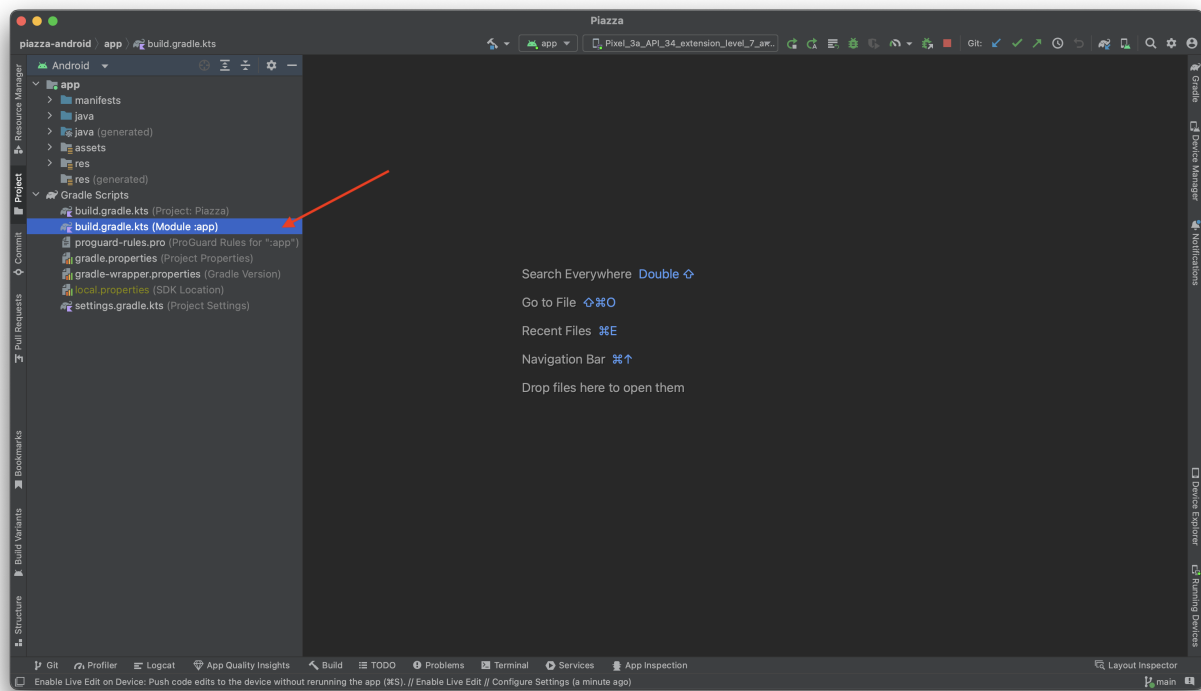 Piazza
piazza-android app build.gradle.kts
app Pixel_3a_API_34_extension_level_7_a Git:
Android
app
manifests
java
java (generated)
assets
res
res (generated)
Gradle Scripts
build.gradle.kts (Project: Piazza)
build.gradle.kts (Module :app)
proguard-rules.pro (ProGuard Rules for ":app")
gradle.properties (Project Properties)
gradle-wrapper.properties (Gradle Version)
local.properties (SDK Location)
settings.gradle.kts (Project Settings)
Resource Manager
Project
Commit
Pull Requests
Bookmarks
Build Variants
Structure
Search Everywhere Double ⇧
Go to File ⇧⌘O
Recent Files ⌘E
Navigation Bar ⌘↑
Drop files here to open them
Gradle
Device Manager
Notifications
Device Explorer
Running Devices
Git Profiler Logcat App Quality Insights Build TODO Problems Terminal Services App Inspection Layout Inspector
Enable Live Edit on Device: Push code edits to the device without rerunning the app (⌘S). // Enable Live Edit // Configure Settings (a minute ago) main